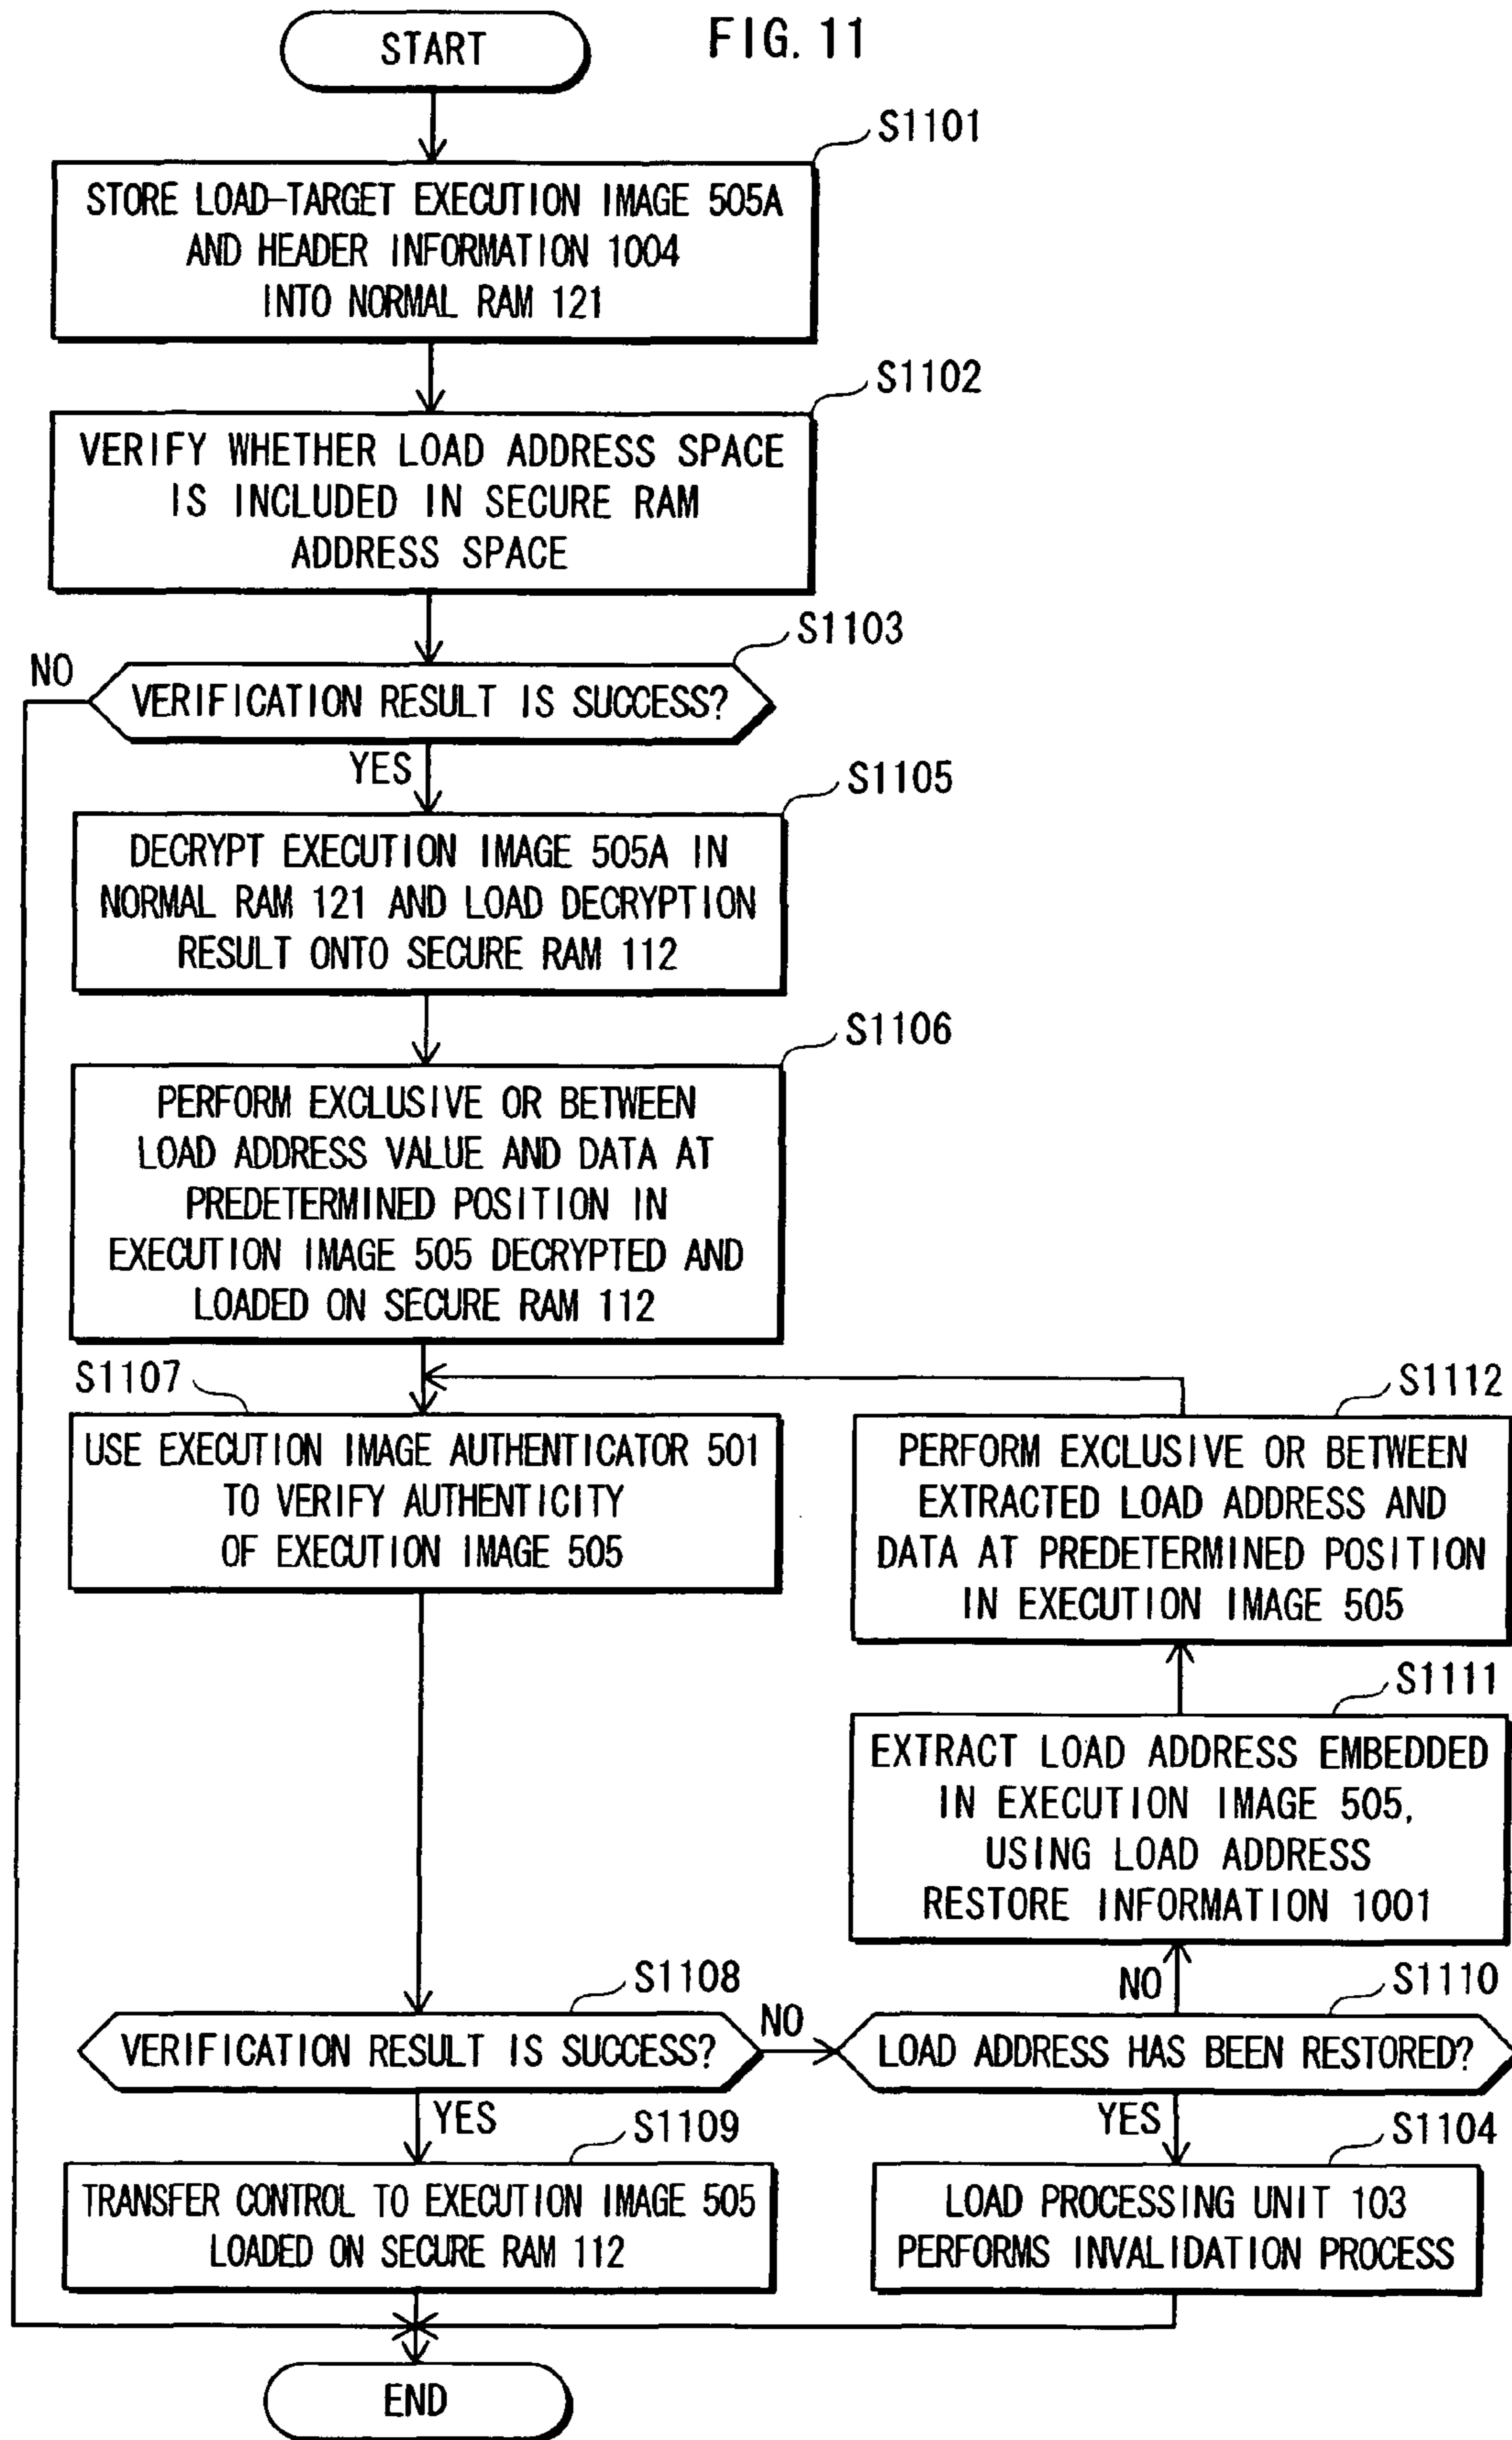 FIG. 11
START
S1101
STORE LOAD-TARGET EXECUTION IMAGE 505A
AND HEADER INFORMATION 1004
INTO NORMAL RAM 121
S1102
VERIFY WHETHER LOAD ADDRESS SPACE
IS INCLUDED IN SECURE RAM
ADDRESS SPACE
S1103
NO
VERIFICATION RESULT IS SUCCESS?
YES
S1105
DECRYPT EXECUTION IMAGE 505A IN
NORMAL RAM 121 AND LOAD DECRYPTION
RESULT ONTO SECURE RAM 112
S1106
PERFORM EXCLUSIVE OR BETWEEN
LOAD ADDRESS VALUE AND DATA AT
PREDETERMINED POSITION IN
EXECUTION IMAGE 505 DECRYPTED AND
LOADED ON SECURE RAM 112
S1107
USE EXECUTION IMAGE AUTHENTICATOR 501
TO VERIFY AUTHENTICITY
OF EXECUTION IMAGE 505
S1112
PERFORM EXCLUSIVE OR BETWEEN
EXTRACTED LOAD ADDRESS AND
DATA AT PREDETERMINED POSITION
IN EXECUTION IMAGE 505
S1111
EXTRACT LOAD ADDRESS EMBEDDED
IN EXECUTION IMAGE 505,
USING LOAD ADDRESS
RESTORE INFORMATION 1001
S1108
VERIFICATION RESULT IS SUCCESS?
NO
NO
S1110
LOAD ADDRESS HAS BEEN RESTORED?
YES
S1109
TRANSFER CONTROL TO EXECUTION IMAGE 505
LOADED ON SECURE RAM 112
YES
S1104
LOAD PROCESSING UNIT 103
PERFORMS INVALIDATION PROCESS
END